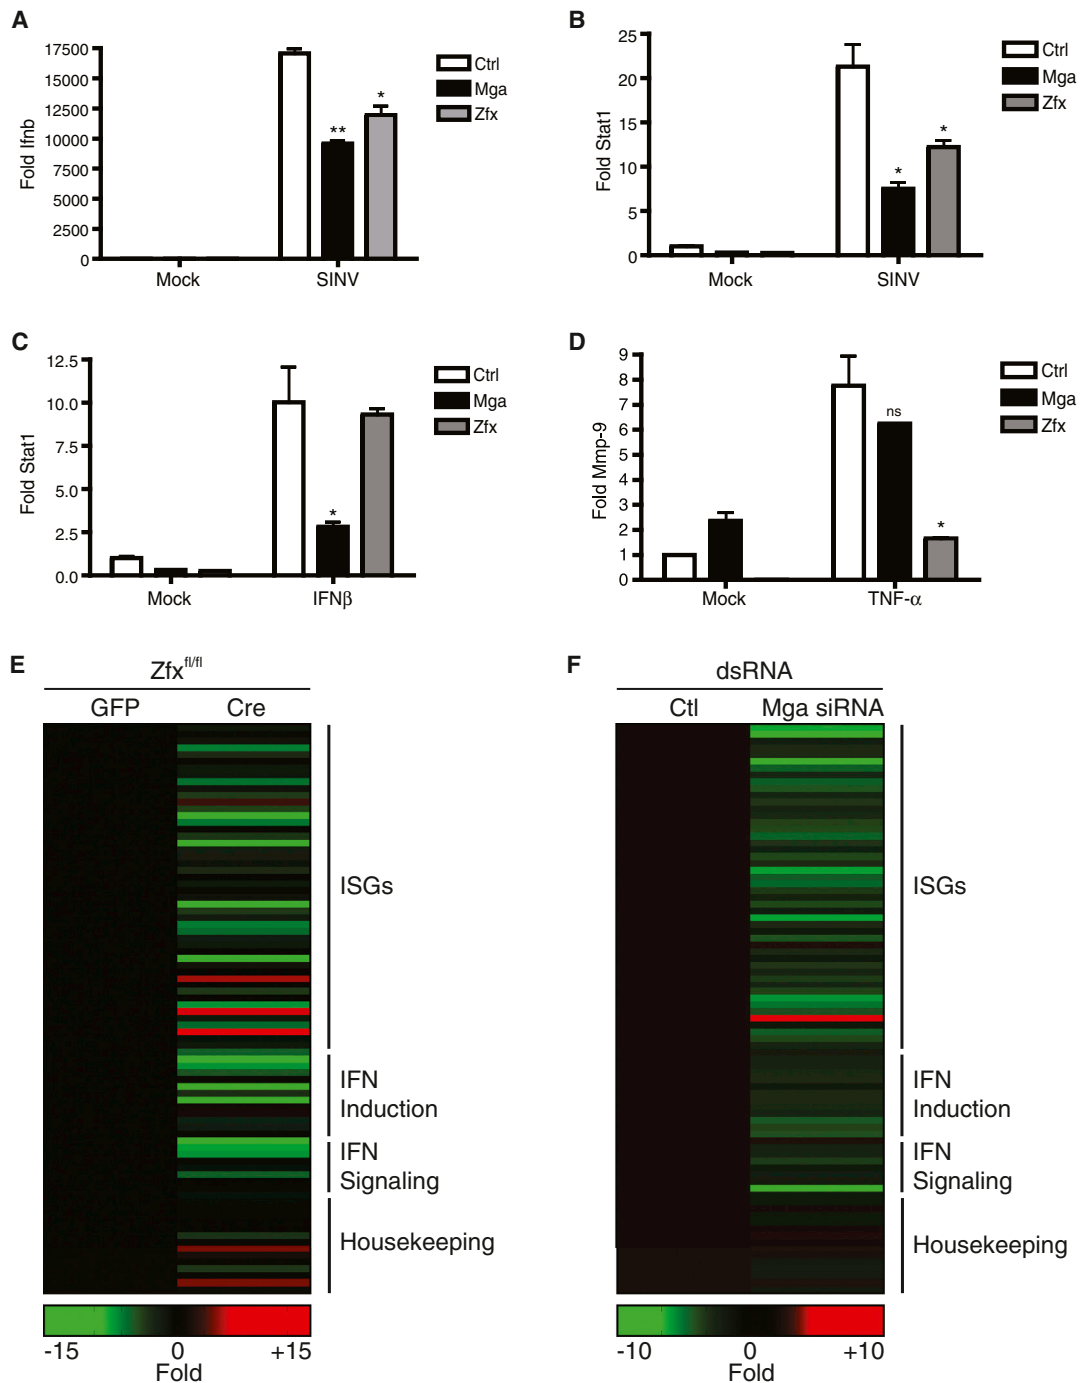 A
Fold Ifnb
17500
15000
12500
10000
7500
5000
2500
0
**
*
Mock
SINV
Ctrl
Mga
Zfx
B
Fold Stat1
25
20
15
10
5
0
*
*
Mock
SINV
Ctrl
Mga
Zfx
C
Fold Stat1
12.5
10.0
7.5
5.0
2.5
0.0
*
Mock
IFNβ
Ctrl
Mga
Zfx
D
Fold Mmp-9
9
8
7
6
5
4
3
2
1
0
ns
*
Mock
TNF-α
Ctrl
Mga
Zfx
E
Zfx fl/fl
GFP Cre
ISGs
IFN
Induction
IFN
Signaling
Housekeeping
-15 0 +15
Fold
F
dsRNA
Ctl Mga siRNA
ISGs
IFN
Induction
IFN
Signaling
Housekeeping
-10 0 +10
Fold